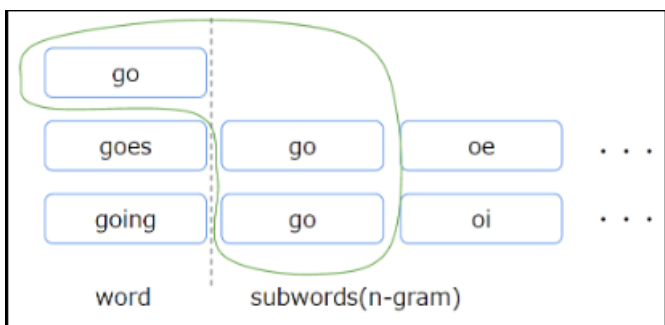 go
goes go oe . . .
going go oi . . .
word subwords(n-gram)